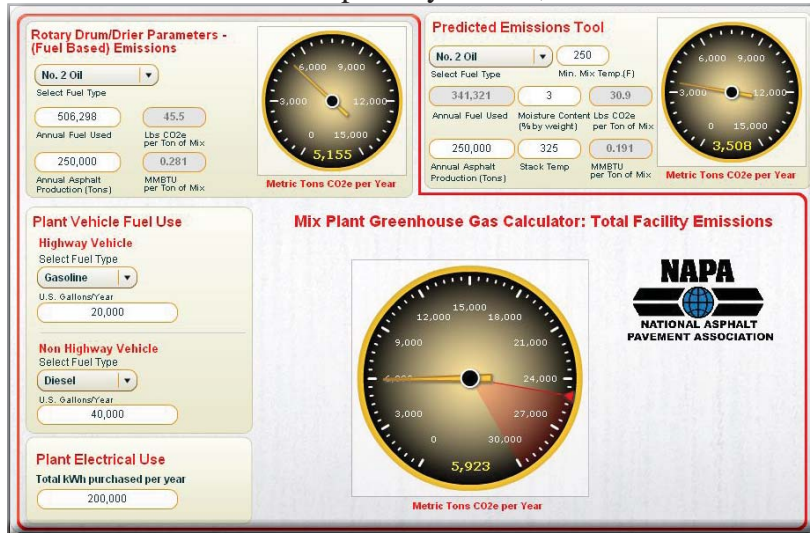 Rotary Drum/Drier Parameters -
(Fuel Based) Emissions
No. 2 Oil
Select Fuel Type
506,298
45.5
Annual Fuel Used
Lbs CO2e
per Ton of Mix
250,000
0.281
Annual Asphalt
Production (Tons)
MMBTU
per Ton of Mix
6,000 9,000
3,000 12,000
0 15,000
5,155
Metric Tons CO2e per Year
Predicted Emissions Tool
No. 2 Oil
250
Select Fuel Type
Min. Mix Temp.(F)
341,321
3
30.9
Annual Fuel Used
Moisture Content
(% by weight)
Lbs CO2e
per Ton of Mix
250,000
325
0.191
Annual Asphalt
Production (Tons)
Stack Temp
MMBTU
per Ton of Mix
6,000 9,000
3,000 12,000
0 15,000
3,508
Metric Tons CO2e per Year
Plant Vehicle Fuel Use
Highway Vehicle
Select Fuel Type
Gasoline
U.S. Gallons/Year
20,000
Non Highway Vehicle
Select Fuel Type
Diesel
U.S. Gallons/Year
40,000
Plant Electrical Use
Total kWh purchased per year
200,000
Mix Plant Greenhouse Gas Calculator: Total Facility Emissions
15,000
12,000 18,000
9,000 21,000
6,000 24,000
3,000 27,000
0 30,000
5,923
Metric Tons CO2e per Year
NAPA
NATIONAL ASPHALT
PAVEMENT ASSOCIATION